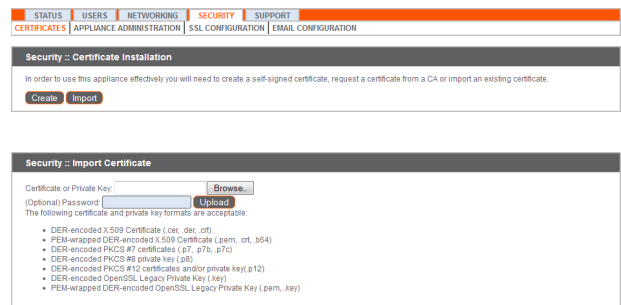 STATUS USERS NETWORKING SECURITY SUPPORT
CERTIFICATES APPLIANCE ADMINISTRATION SSL CONFIGURATION EMAIL CONFIGURATION
Security :: Certificate Installation
In order to use this appliance effectively you will need to create a self-signed certificate, request a certificate from a CA or import an existing certificate.
Create Import
Security :: Import Certificate
Certificate or Private Key: Browse..
(Optional) Password: Upload
The following certificate and private key formats are acceptable:
• DER-encoded X.509 Certificate (.cer, .der, .crt)
• PEM-wrapped DER-encoded X.509 Certificate (.pem, .crt, .b64)
• DER-encoded PKCS #7 certificates (.p7, .p7b, .p7c)
• DER-encoded PKCS #8 private key (.p8)
• DER-encoded PKCS #12 certificates and/or private key(.p12)
• DER-encoded OpenSSL Legacy Private Key (.key)
• PEM-wrapped DER-encoded OpenSSL Legacy Private Key (.pem, .key)